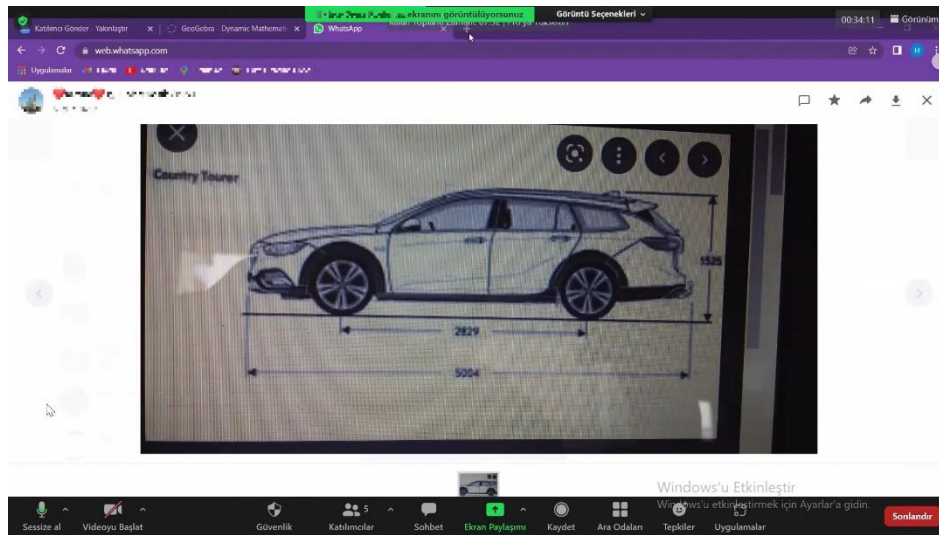 ekranını görüntülüyorsunuz
Görüntü Seçenekleri
00:34:11
Görünüm
Katılımcı Gönder - Yakınlaştır
GeoGebra - Dynamic Mathemati
WhatsApp
web.whatsapp.com
Uygulamalar
Country Tourer
1525
2829
5004
Windows'u Etkinleştir
Windows'u etkinleştirmek için Ayarlar'a gidin.
Sessize al
Videoyu Başlat
Güvenlik
5
Katılımcılar
Sohbet
Ekran Paylaşımı
Kaydet
Ara Odaları
Tepkiler
Uygulamalar
Sonlandır